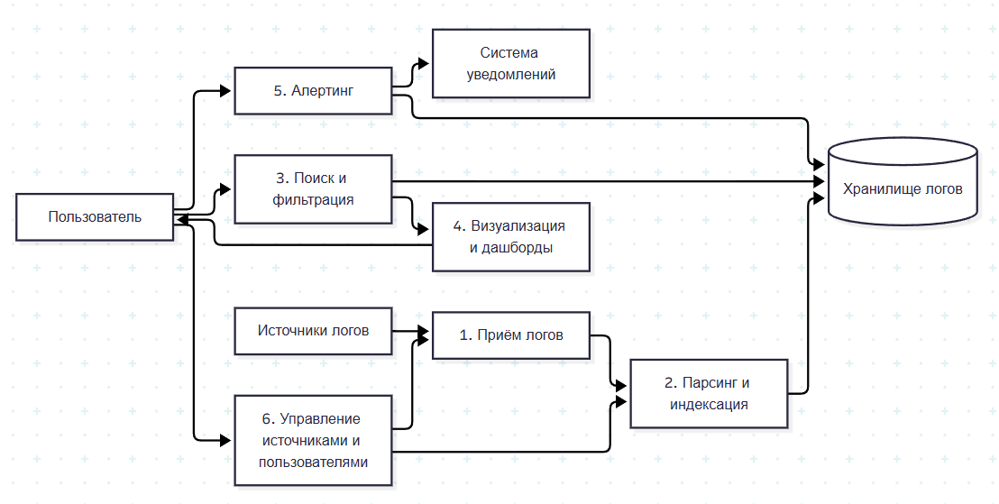 Система
уведомлений
5. Алертинг
3. Поиск и
фильтрация
Хранилище логов
Пользователь
4. Визуализация
и дашборды
Источники логов
1. Приём логов
2. Парсинг и
индексация
6. Управление
источниками и
пользователями